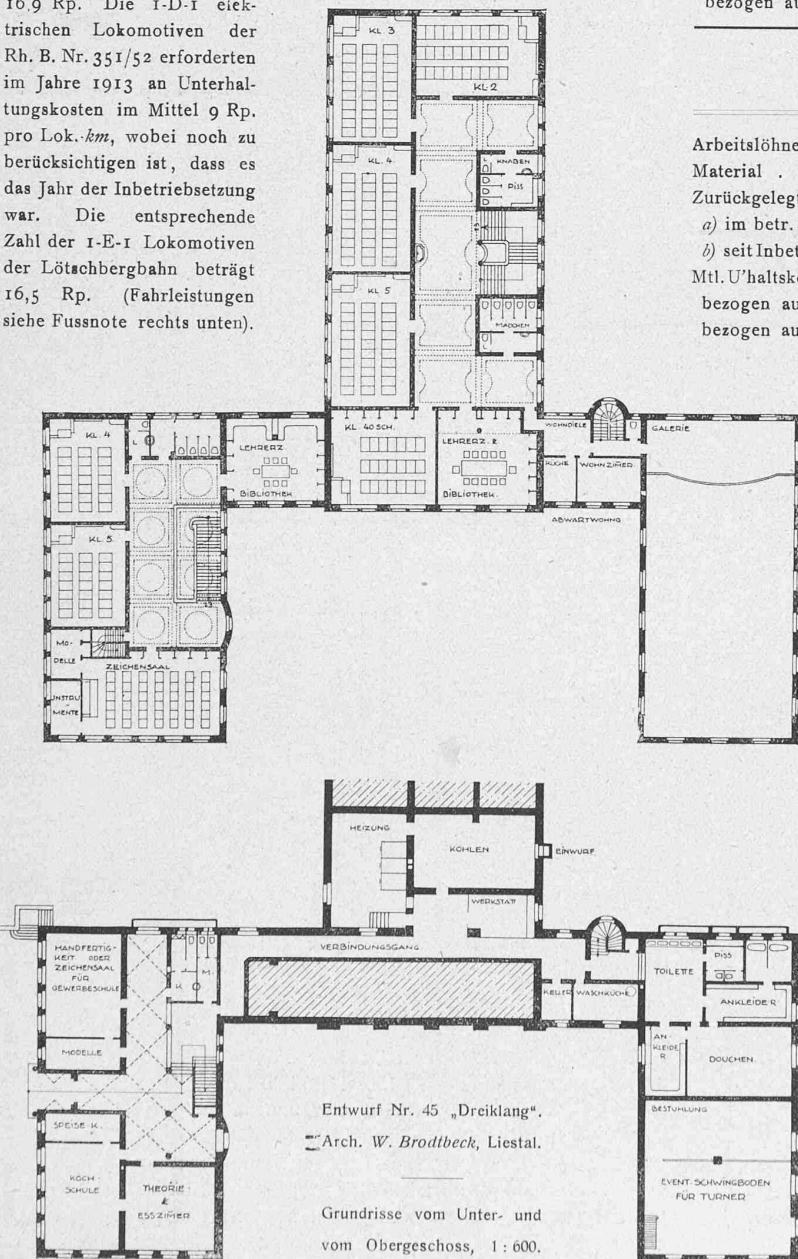 16,9 Rp. Die 1-D-1 elek-
trischen Lokomotiven der
Rh. B. Nr. 351/52 erforderten
im Jahre 1913 an Unterhal-
tungskosten im Mittel 9 Rp.
pro Lok.-km, wobei noch zu
berücksichtigen ist, dass es
das Jahr der Inbetriebsetzung
war. Die entsprechende
Zahl der 1-E-1 Lokomotiven
der Lötschbergbahn beträgt
16,5 Rp. (Fahrleistungen
siehe Fussnote rechts unten).
bezogen au
Arbeitslöhne
Material .
Zurückgelegt
a) im betr.
b) seit Inbet
Mtl. U'haltsko
bezogen au
bezogen au
KL. 3
KL. 2
KL. 4
KNABEN
L
PISS
KL. 5
MÄDCHEN
L
KL. 4
L
LEHRERZ.
BIBLIOTHEK
KL. 40 SCH.
LEHRERZ. &
BIBLIOTHEK.
WOHNDIELE
KÜCHE
WOHNZIMER
ABWARTWOHNG
GALERIE
KL. 5
MO-
DELLE
ZEICHENSAAL
INSTRU
MENTE
HEIZUNG
KOHLEN
EINWURF
WERKSTATT
VERBINDUNGSGANG
HANDFERTIG-
KEIT ODER
ZEICHENSAAL
FÜR
GEWERBESCHULE
K.
M.
MODELLE
KELLER
WASCHKÜCHE
TOILETTE
PISS
ANKLEIDE R
AN-
KLEIDE
R
DOUCHEN
SPEISE-K.
KOCH
SCHULE
THEORIE-
&
ESSZIMER
BESTUHLUNG
EVENT. SCHWINGBODEN
FÜR TURNER
Entwurf Nr. 45 „Dreiklang“.
Arch. W. Brodtbeck, Liestal.
Grundrisse vom Unter- und
vom Obergeschoss, 1 : 600.